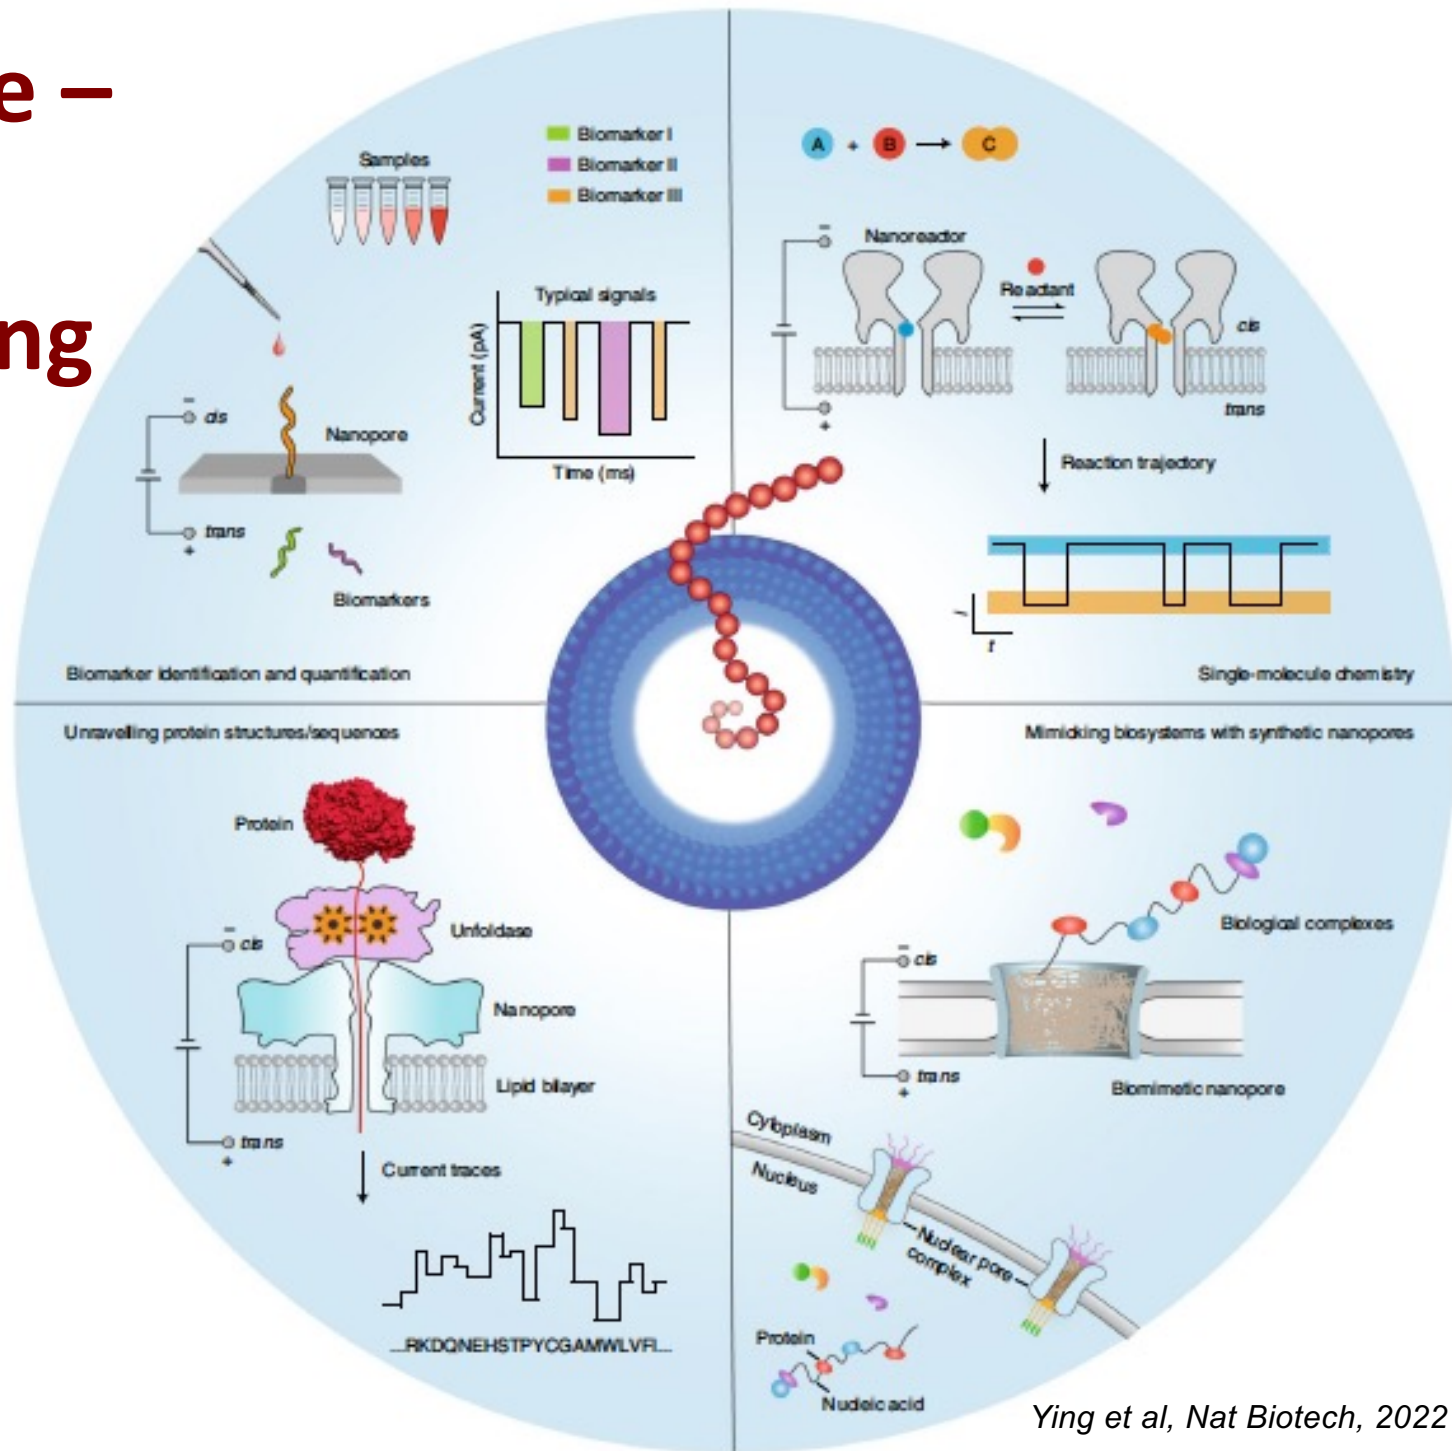 e –
ng
Samples
Biomarker I
Biomarker II
Biomarker III
Typical signals
Current (pA)
Time (ms)
− cis
Nanopore
trans
+
Biomarkers
Biomarker identification and quantification
A + B → C
−
Nanoreactor
Reactant
cis
trans
+
Reaction trajectory
I
t
Single-molecule chemistry
Unravelling protein structures/sequences
Protein
Unfoldase
− cis
Nanopore
Lipid bilayer
trans
+
Current traces
...RKDQNEHSTPYCGAMWLVFI...
Mimicking biosystems with synthetic nanopores
Biological complexes
− cis
trans
+
Biomimetic nanopore
Cytoplasm
Nucleus
Nuclear pore
complex
Protein
Nucleic acid
Ying et al, Nat Biotech, 2022